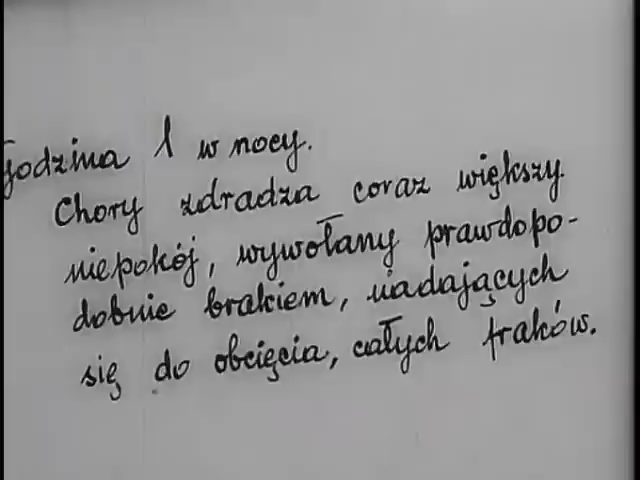 Godzina 1 w nocy.
Chory zdradza coraz większy
niepokój, wywołany prawdopo-
dobnie brakiem, nadających
się do obcięcia, całych fraków.